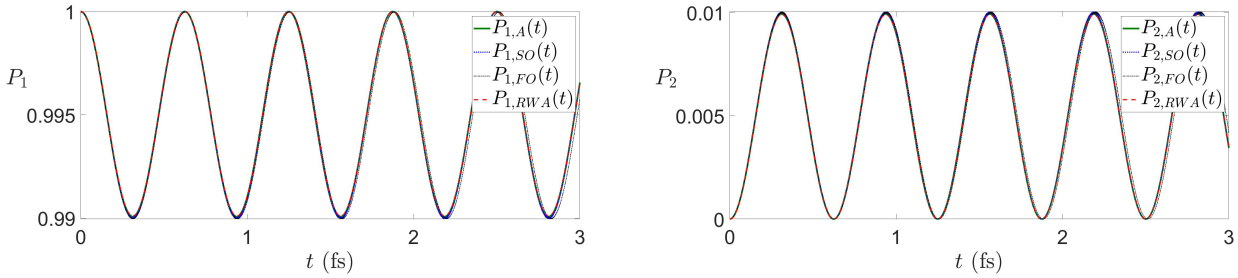 1
0.995
0.99
P1
0 1 2 3
t (fs)
P1,A(t)
P1,SO(t)
P1,FO(t)
P1,RWA(t)
0.01
0.005
0
P2
0 1 2 3
t (fs)
P2,A(t)
P2,SO(t)
P2,FO(t)
P2,RWA(t)